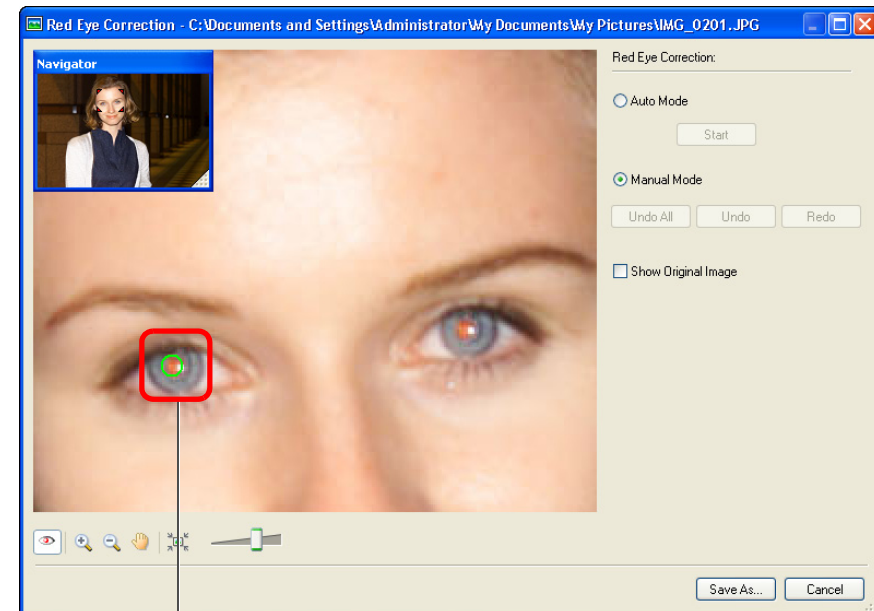 Red Eye Correction - C:\Documents and Settings\Administrator\My Documents\My Pictures\IMG_0201.JPG
Navigator
Red Eye Correction:
Auto Mode
Start
Manual Mode
Undo All Undo Redo
Show Original Image
Save As... Cancel